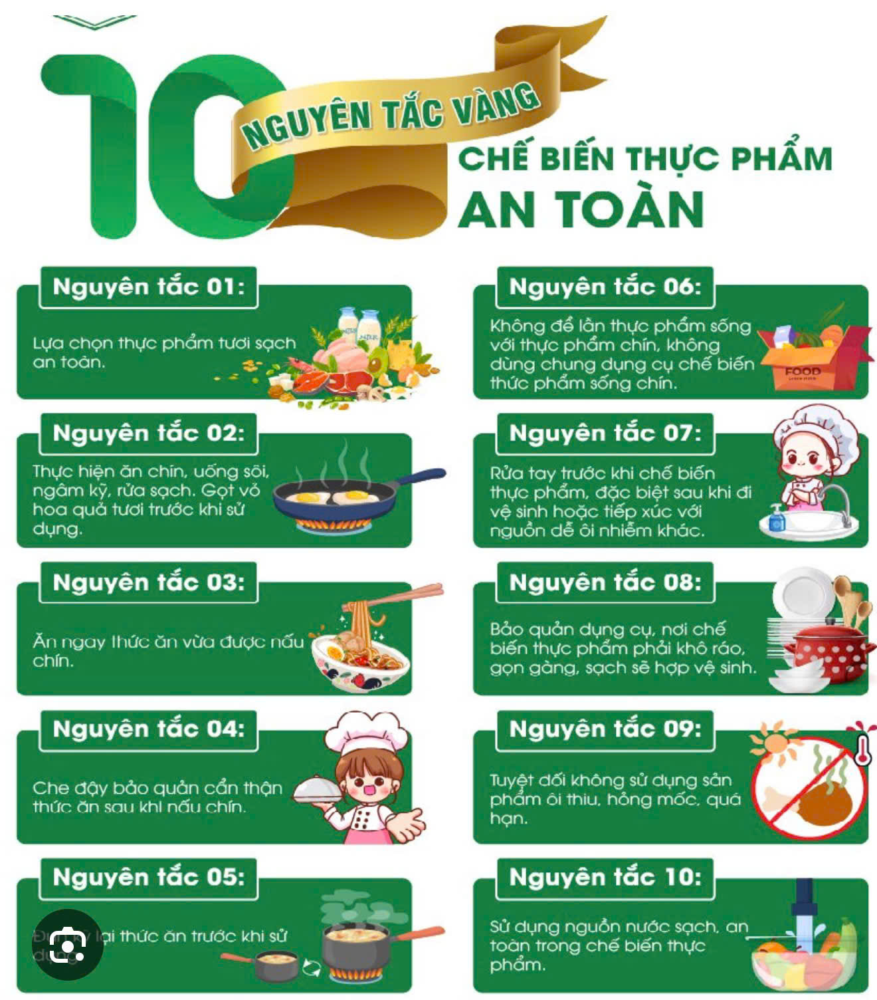 10
NGUYÊN TẮC VÀNG
CHẾ BIẾN THỰC PHẨM
AN TOÀN
Nguyên tắc 01:
Lựa chọn thực phẩm tươi sạch
an toàn.
Nguyên tắc 02:
Thực hiện ăn chín, uống sôi,
ngâm kỹ, rửa sạch. Gọt vỏ
hoa quả tươi trước khi sử
dụng.
Nguyên tắc 03:
Ăn ngay thức ăn vừa được nấu
chín.
Nguyên tắc 04:
Che đậy bảo quản cẩn thận
thức ăn sau khi nấu chín.
Nguyên tắc 05:
Đun kỹ lại thức ăn trước khi sử
dụng
Nguyên tắc 06:
Không để lần thực phẩm sống
với thực phẩm chín, không
dùng chung dụng cụ chế biến
thức phẩm sống chín.
FOOD
Nguyên tắc 07:
Rửa tay trước khi chế biến
thực phẩm, đặc biệt sau khi đi
vệ sinh hoặc tiếp xúc với
nguồn dễ ôi nhiễm khác.
Nguyên tắc 08:
Bảo quản dụng cụ, nơi chế
biến thực phẩm phải khô ráo,
gọn gàng, sạch sẽ hợp vệ sinh.
Nguyên tắc 09:
Tuyệt dối không sử dụng sản
phẩm ôi thiu, hỏng mốc, quá
hạn.
Nguyên tắc 10:
Sử dụng nguồn nước sạch, an
toàn trong chế biến thực
phẩm.